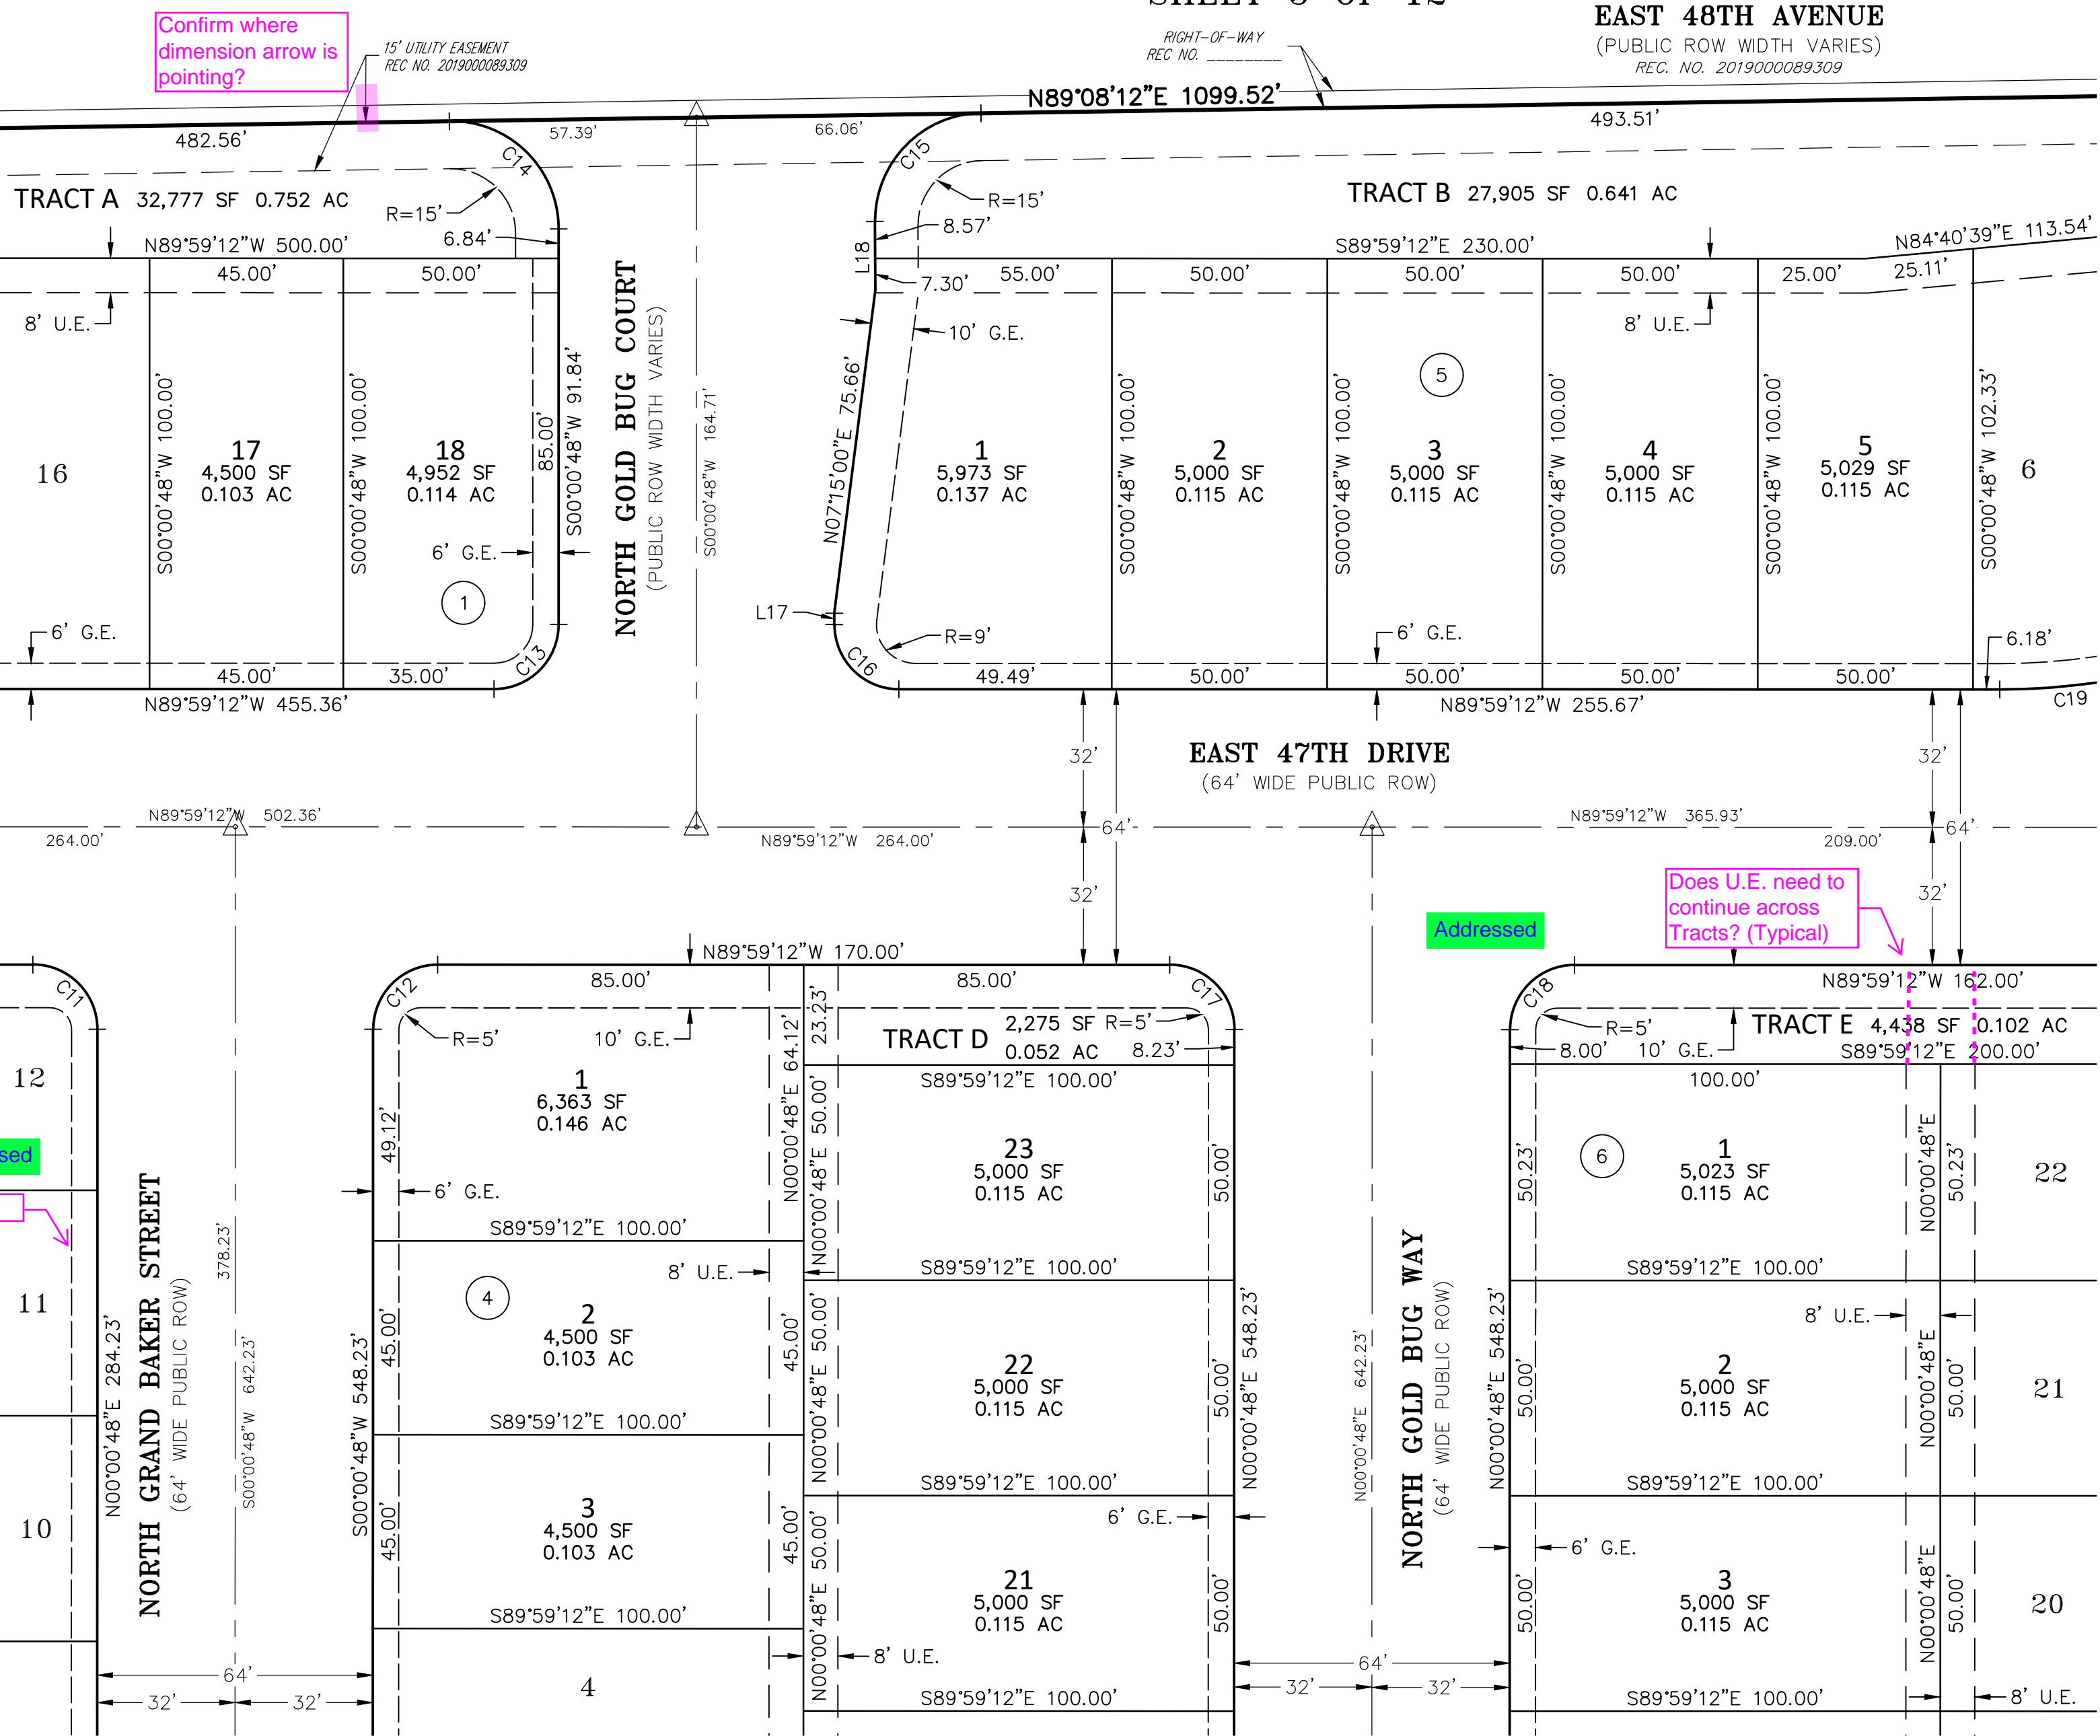 SHEET 3 OF 12
EAST 48TH AVENUE
(PUBLIC ROW WIDTH VARIES)
REC. NO. 2019000089309
Confirm where
dimension arrow is
pointing?
15' UTILITY EASEMENT
REC NO. 2019000089309
RIGHT-OF-WAY
REC NO. ________
N89°08'12"E 1099.52'
482.56'
57.39'
66.06'
493.51'
C14
C15
TRACT A 32,777 SF 0.752 AC
R=15'
6.84'
R=15'
8.57'
TRACT B 27,905 SF 0.641 AC
N89°59'12"W 500.00'
L18
S89°59'12"E 230.00'
N84°40'39"E 113.54'
45.00'
50.00'
7.30'
55.00'
50.00'
50.00'
50.00'
25.00'
25.11'
8' U.E.
10' G.E.
8' U.E.
NORTH GOLD BUG COURT
(PUBLIC ROW WIDTH VARIES)
S00°00'48"W 164.71'
16
S00°00'48"W 100.00'
17
4,500 SF
0.103 AC
S00°00'48"W 100.00'
18
4,952 SF
0.114 AC
85.00'
S00°00'48"W 91.84'
N07°15'00"E 75.66'
1
5,973 SF
0.137 AC
S00°00'48"W 100.00'
2
5,000 SF
0.115 AC
S00°00'48"W 100.00'
5
3
5,000 SF
0.115 AC
S00°00'48"W 100.00'
4
5,000 SF
0.115 AC
S00°00'48"W 100.00'
5
5,029 SF
0.115 AC
S00°00'48"W 102.33'
6
6' G.E.
1
6' G.E.
L17
R=9'
6' G.E.
6.18'
C13
C16
C19
45.00'
35.00'
49.49'
50.00'
50.00'
50.00'
50.00'
N89°59'12"W 455.36'
N89°59'12"W 255.67'
EAST 47TH DRIVE
(64' WIDE PUBLIC ROW)
32'
32'
N89°59'12"W 502.36'
264.00'
N89°59'12"W 264.00'
64'
N89°59'12"W 365.93'
209.00'
64'
32'
32'
Does U.E. need to
continue across
Tracts? (Typical)
Addressed
N89°59'12"W 170.00'
N89°59'12"W 162.00'
C11
C12
85.00'
85.00'
C17
C18
R=5'
10' G.E.
N00°00'48"E 64.12'
23.23'
TRACT D
2,275 SF
0.052 AC
R=5'
8.23'
R=5'
8.00'
10' G.E.
TRACT E 4,438 SF 0.102 AC
S89°59'12"E 200.00'
S89°59'12"E 100.00'
100.00'
12
sed
11
10
N00°00'48"E 284.23'
NORTH GRAND BAKER STREET
(64' WIDE PUBLIC ROW)
378.23'
S00°00'48"W 642.23'
S00°00'48"W 548.23'
49.12'
1
6,363 SF
0.146 AC
6' G.E.
S89°59'12"E 100.00'
8' U.E.
4
45.00'
2
4,500 SF
0.103 AC
45.00'
S89°59'12"E 100.00'
45.00'
3
4,500 SF
0.103 AC
45.00'
S89°59'12"E 100.00'
4
N00°00'48"E 50.00'
23
5,000 SF
0.115 AC
50.00'
S89°59'12"E 100.00'
N00°00'48"E 50.00'
22
5,000 SF
0.115 AC
50.00'
S89°59'12"E 100.00'
6' G.E.
N00°00'48"E 50.00'
21
5,000 SF
0.115 AC
50.00'
8' U.E.
S89°59'12"E 100.00'
N00°00'48"E 548.23'
NORTH GOLD BUG WAY
(64' WIDE PUBLIC ROW)
N00°00'48"E 642.23'
N00°00'48"E 548.23'
50.23'
6
1
5,023 SF
0.115 AC
N00°00'48"E
50.23'
22
S89°59'12"E 100.00'
8' U.E.
50.00'
2
5,000 SF
0.115 AC
N00°00'48"E
50.00'
21
S89°59'12"E 100.00'
6' G.E.
50.00'
3
5,000 SF
0.115 AC
N00°00'48"E
50.00'
20
S89°59'12"E 100.00'
8' U.E.
64'
32'
32'
64'
32'
32'